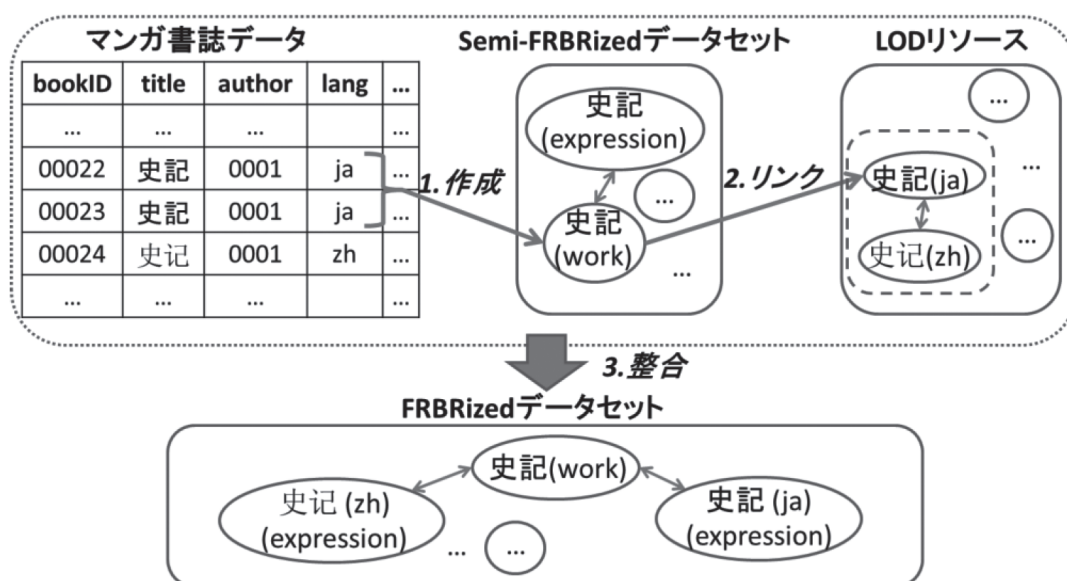 マンガ書誌データ
bookID title author lang ...
... ... ... ...
00022 史記 0001 ja ...
00023 史記 0001 ja ...
00024 史记 0001 zh ...
... ... ... ...
1.作成
Semi-FRBRizedデータセット
史記
(expression)
...
史記
(work)
...
2.リンク
LODリソース
...
史記(ja)
...
史记(zh)
...
3.整合
FRBRizedデータセット
史記(work)
史记 (zh)
(expression)
... ...
史記 (ja)
(expression)